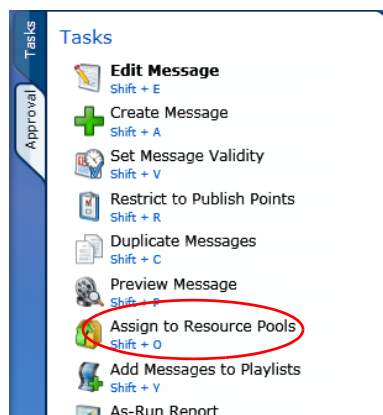 Tasks
Tasks
Edit Message
Shift + E
Create Message
Shift + A
Approval
Set Message Validity
Shift + V
Restrict to Publish Points
Shift + R
Duplicate Messages
Shift + C
Preview Message
Shift + P
Assign to Resource Pools
Shift + O
Add Messages to Playlists
Shift + Y
As-Run Report